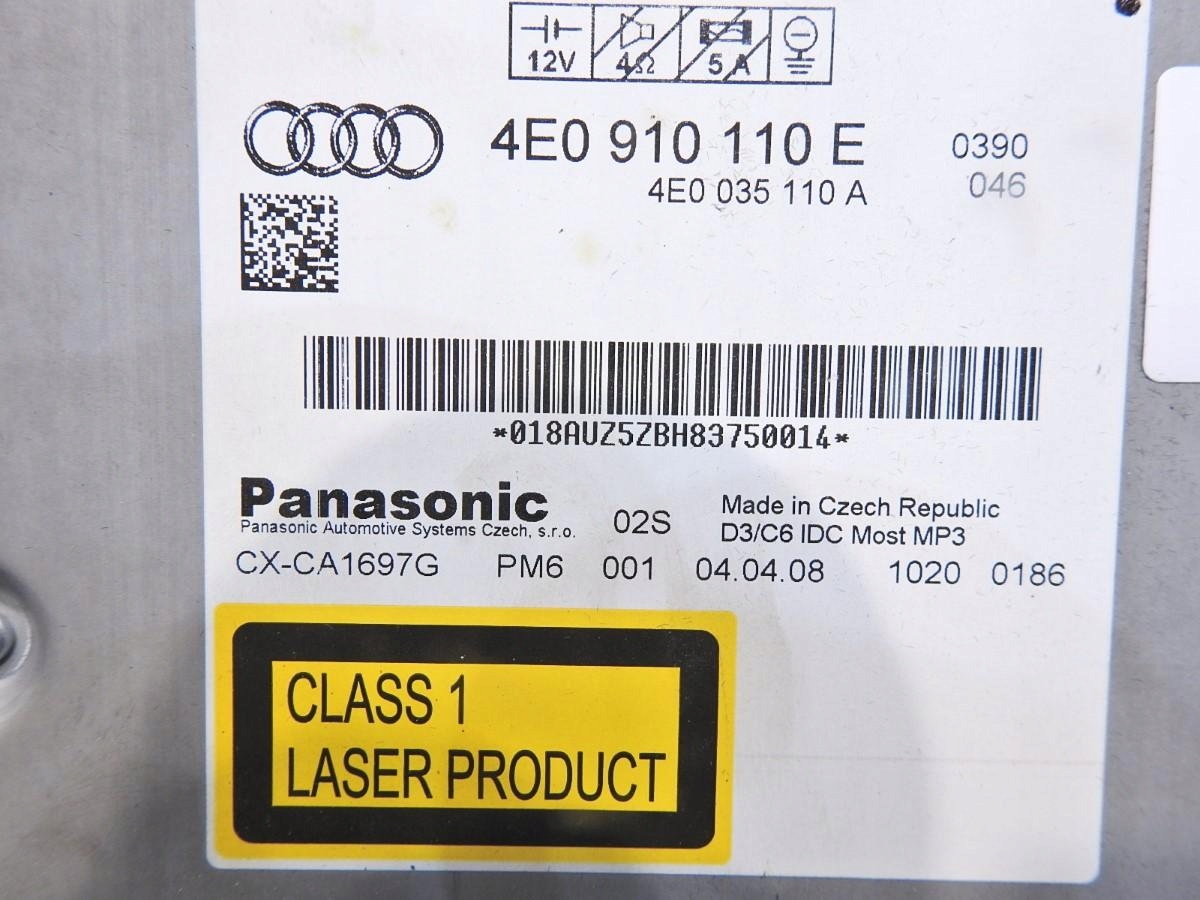 12V 4Ω 5A
4E0 910 110 E 0390
4E0 035 110 A 046
*018AUZ5ZBH83750014*
Panasonic
Panasonic Automotive Systems Czech, s.r.o.
02S
Made in Czech Republic
D3/C6 IDC Most MP3
CX-CA1697G PM6 001 04.04.08 1020 0186
CLASS 1
LASER PRODUCT